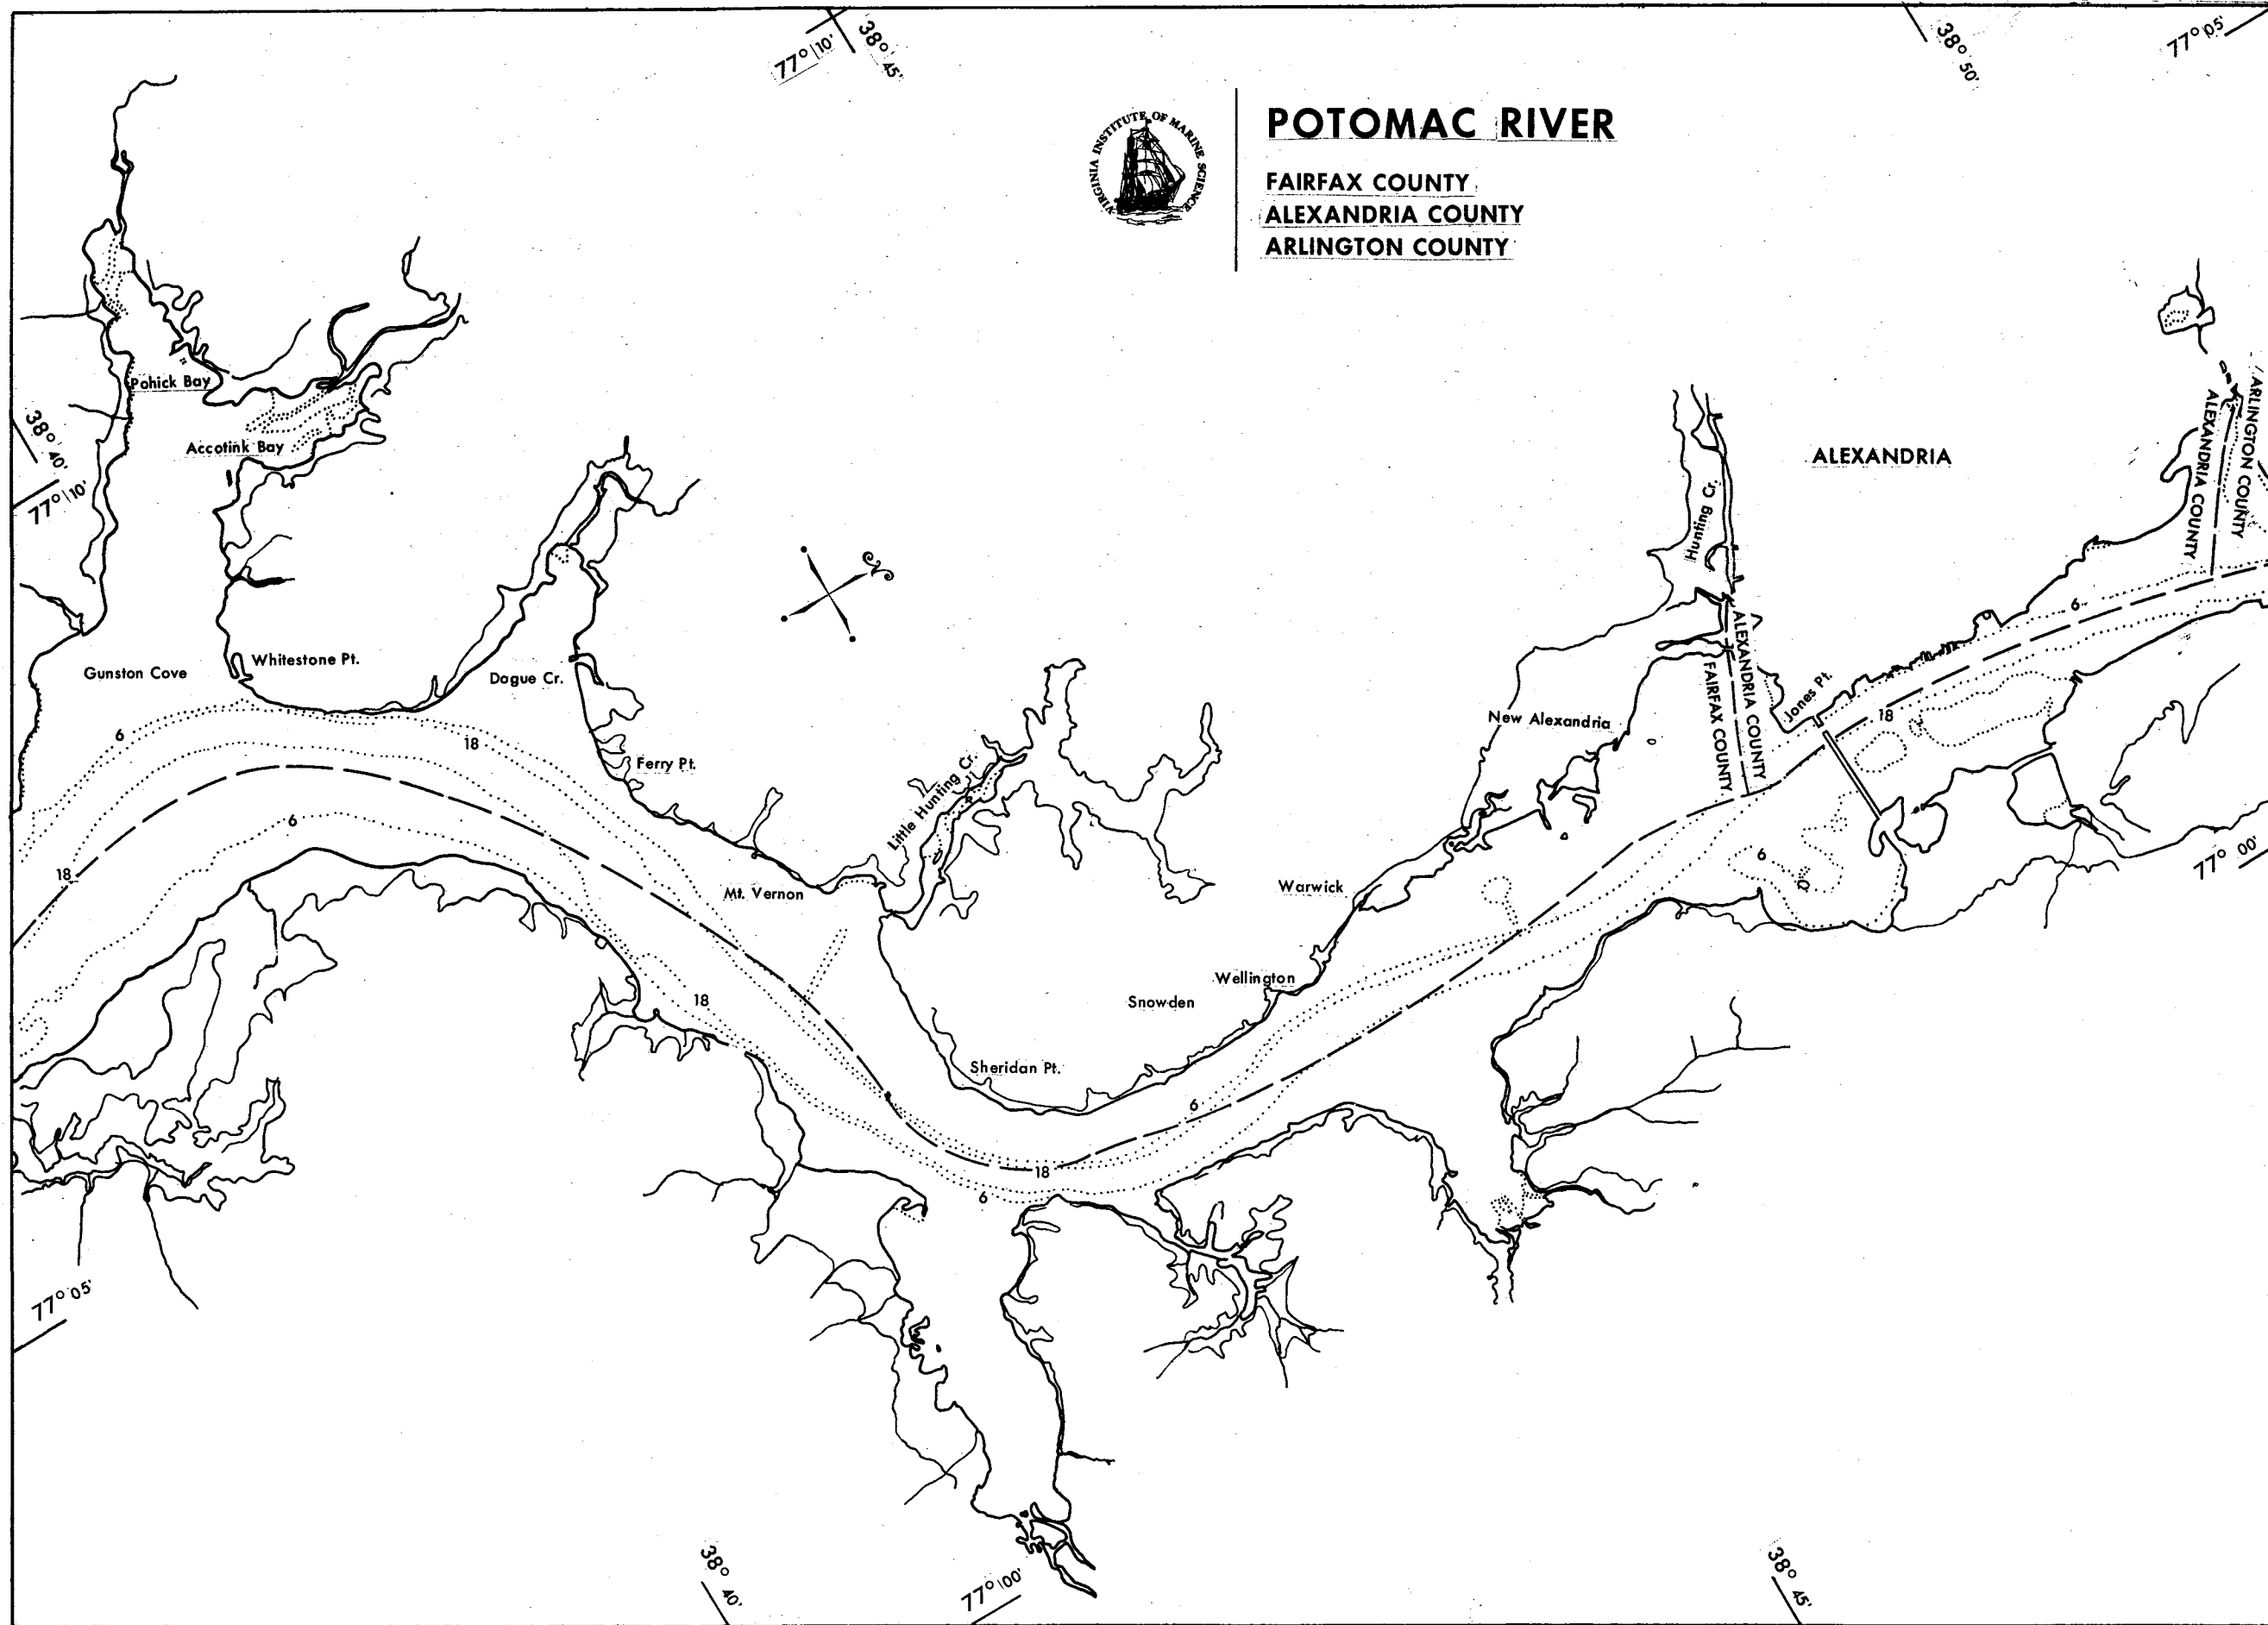 77° 10'
38° 45'
38° 50'
77° 05'
VIRGINIA INSTITUTE OF MARINE SCIENCE
POTOMAC RIVER
FAIRFAX COUNTY
ALEXANDRIA COUNTY
ARLINGTON COUNTY
Pohick Bay
Accotink Bay
38° 40'
77° 10'
ALEXANDRIA
Hunting Cr.
ALEXANDRIA COUNTY
ARLINGTON COUNTY
N
Gunston Cove
Whitestone Pt.
Dogue Cr.
Ferry Pt.
ALEXANDRIA COUNTY
FAIRFAX COUNTY
Jones Pt.
New Alexandria
6
18
6
18
6
18
6
Little Hunting Cr.
Mt. Vernon
Warwick
Wellington
Snowden
Sheridan Pt.
18
6
18
6
6
77° 00'
77° 05'
38° 40'
77° 00'
38° 45'